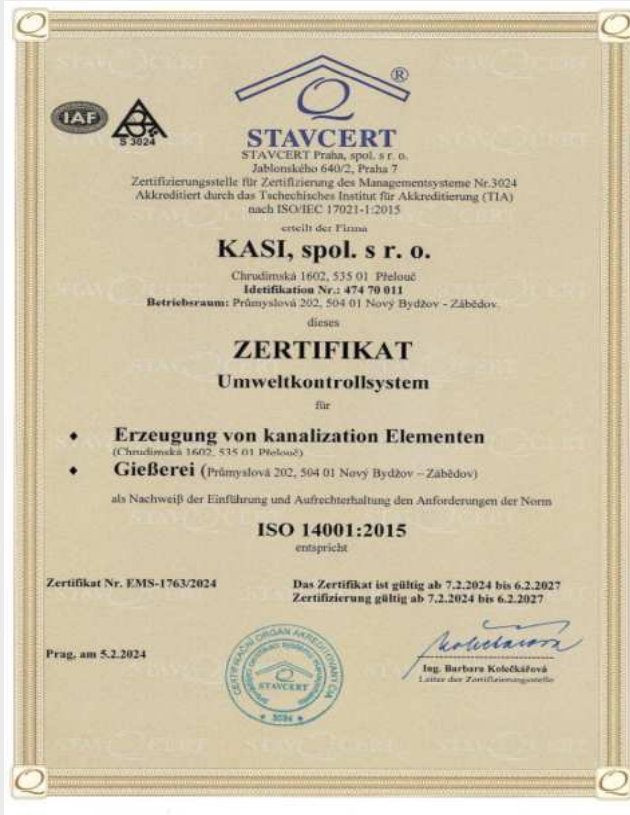 IAF
S 3024
Q
®
STAVCERT
STAVCERT Praha, spol. s r. o.
Jablonského 640/2, Praha 7
Zertifizierungsstelle für Zertifizierung des Managementsysteme Nr.3024
Akkreditiert durch das Tschechisches Institut für Akkreditierung (TIA)
nach ISO/IEC 17021-1:2015
erteilt der Firma
KASI, spol. s r. o.
Chrudimská 1602, 535 01 Přelouč
Idetifikation Nr.: 474 70 011
Betriebsraum: Průmyslová 202, 504 01 Nový Bydžov - Zábědov.
dieses
ZERTIFIKAT
Umweltkontrollsystem
für
♦ Erzeugung von kanalization Elementen
(Chrudimská 1602, 535 01 Přelouč)
♦ Gießerei (Průmyslová 202, 504 01 Nový Bydžov – Zábědov)
als Nachweiß der Einführung und Aufrechterhaltung den Anforderungen der Norm
ISO 14001:2015
entspricht
Zertifikat Nr. EMS-1763/2024
Das Zertifikat ist gültig ab 7.2.2024 bis 6.2.2027
Zertifizierung gültig ab 7.2.2024 bis 6.2.2027
Prag, am 5.2.2024
CERTIFIKAČNÍ ORGÁN AKREDITOVANÝ ČIA
STAVCERT
3024
Ing. Barbara Kolečkářová
Leiter der Zertifizierungsstelle